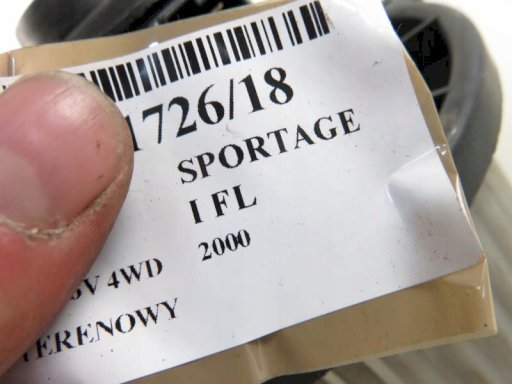 1726/18
SPORTAGE
I FL
2000
V 4WD
TERENOWY